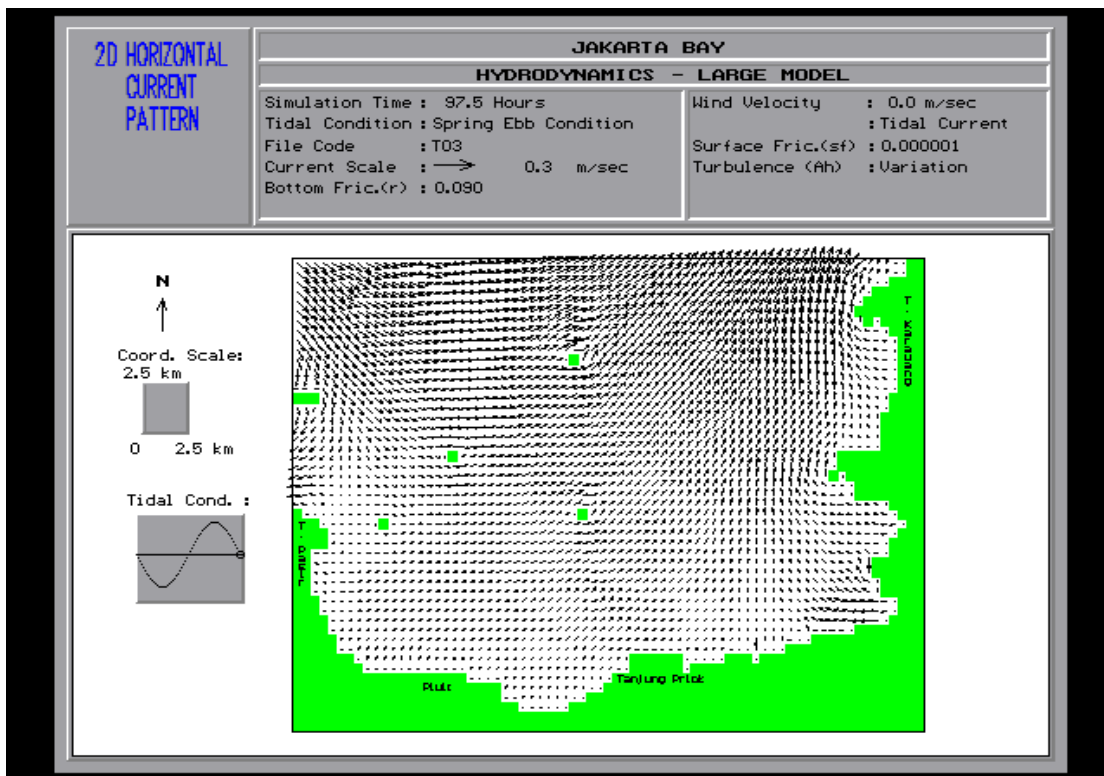 2D HORIZONTAL
CURRENT
PATTERN
JAKARTA BAY
HYDRODYNAMICS - LARGE MODEL
Simulation Time : 97.5 Hours
Tidal Condition : Spring Ebb Condition
File Code : T03
Current Scale : 0.3 m/sec
Bottom Fric.(r) : 0.090
Wind Velocity : 0.0 m/sec
: Tidal Current
Surface Fric.(sf) : 0.000001
Turbulence (Ah) : Variation
N
Coord. Scale:
2.5 km
0 2.5 km
Tidal Cond. :
Pluit
Tanjung Priok